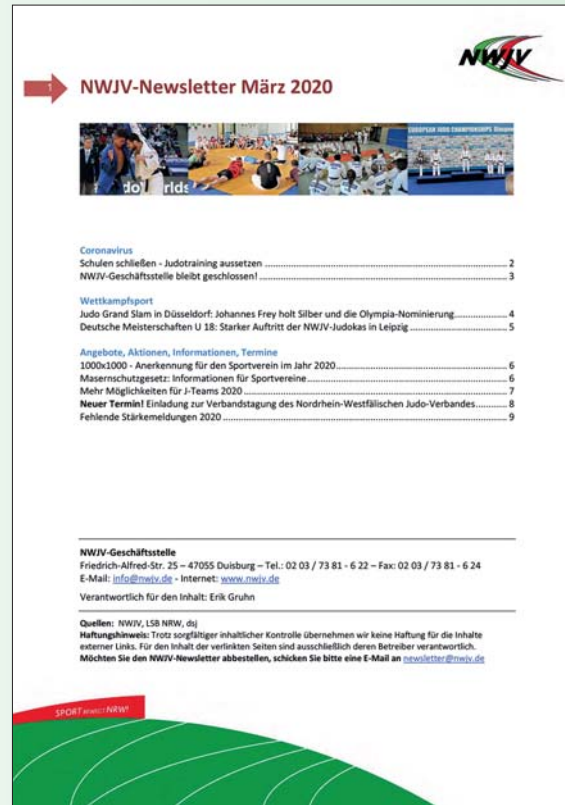 NWJV
1
NWJV-Newsletter März 2020
EUROPEAN JUDO CHAMPIONSHIPS
Coronavirus
Schulen schließen - Judotraining aussetzen ... 2
NWJV-Geschäftsstelle bleibt geschlossen! ... 3
Wettkampfsport
Judo Grand Slam in Düsseldorf: Johannes Frey holt Silber und die Olympia-Nominierung ... 4
Deutsche Meisterschaften U 18: Starker Auftritt der NWJV-Judokas in Leipzig ... 5
Angebote, Aktionen, Informationen, Termine
1000x1000 - Anerkennung für den Sportverein im Jahr 2020 ... 6
Masernschutzgesetz: Informationen für Sportvereine ... 6
Mehr Möglichkeiten für J-Teams 2020 ... 7
Neuer Termin! Einladung zur Verbandstagung des Nordrhein-Westfälischen Judo-Verbandes ... 8
Fehlende Stärkemeldungen 2020 ... 9
NWJV-Geschäftsstelle
Friedrich-Alfred-Str. 25 – 47055 Duisburg – Tel.: 02 03 / 73 81 - 6 22 – Fax: 02 03 / 73 81 - 6 24
E-Mail: info@nwjv.de - Internet: www.nwjv.de
Verantwortlich für den Inhalt: Erik Gruhn
Quellen: NWJV, LSB NRW, dsj
Haftungshinweis: Trotz sorgfältiger inhaltlicher Kontrolle übernehmen wir keine Haftung für die Inhalte
externer Links. Für den Inhalt der verlinkten Seiten sind ausschließlich deren Betreiber verantwortlich.
Möchten Sie den NWJV-Newsletter abbestellen, schicken Sie bitte eine E-Mail an newsletter@nwjv.de
SPORT BEWEGT NRW!